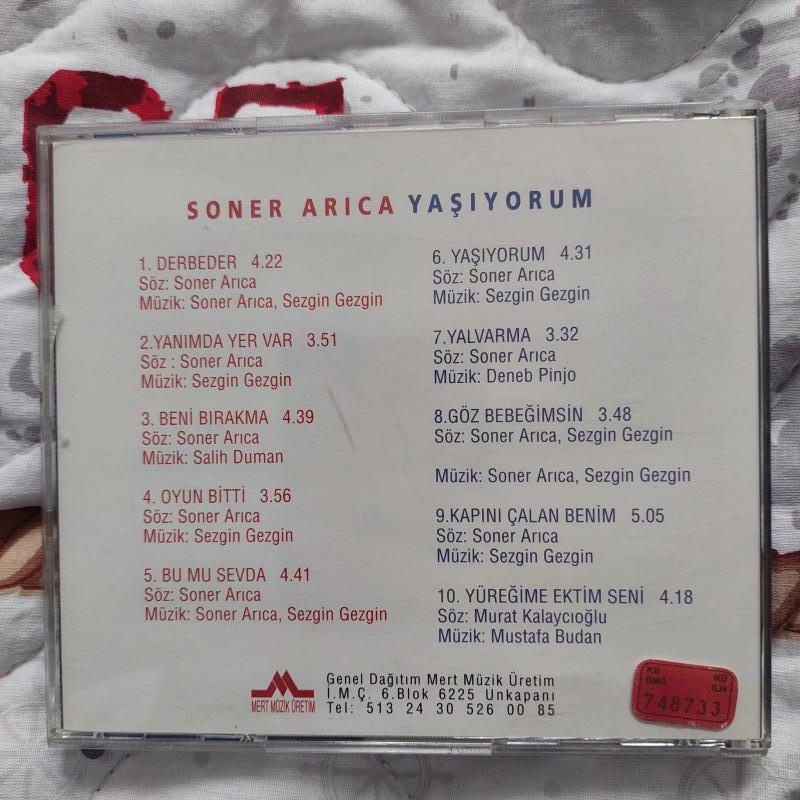 SONER ARICA YAŞIYORUM
1. DERBEDER 4.22
Söz: Soner Arıca
Müzik: Soner Arıca, Sezgin Gezgin
2.YANIMDA YER VAR 3.51
Söz : Soner Arıca
Müzik: Sezgin Gezgin
3. BENİ BIRAKMA 4.39
Söz: Soner Arıca
Müzik: Salih Duman
4. OYUN BİTTİ 3.56
Söz: Soner Arıca
Müzik: Sezgin Gezgin
5. BU MU SEVDA 4.41
Söz: Soner Arıca
Müzik: Soner Arıca, Sezgin Gezgin
6. YAŞIYORUM 4.31
Söz: Soner Arıca
Müzik: Sezgin Gezgin
7.YALVARMA 3.32
Söz: Soner Arıca
Müzik: Deneb Pinjo
8.GÖZ BEBEĞİMSİN 3.48
Söz: Soner Arıca, Sezgin Gezgin
Müzik: Soner Arıca, Sezgin Gezgin
9.KAPINI ÇALAN BENİM 5.05
Söz: Soner Arıca
Müzik: Sezgin Gezgin
10. YÜREĞİME EKTİM SENİ 4.18
Söz: Murat Kalaycıoğlu
Müzik: Mustafa Budan
MERT MÜZİK ÜRETİM
Genel Dağıtım Mert Müzik Üretim
İ.M.Ç. 6.Blok 6225 Unkapanı
Tel: 513 24 30 526 00 85
KB KÜ
SMO İLH
748733